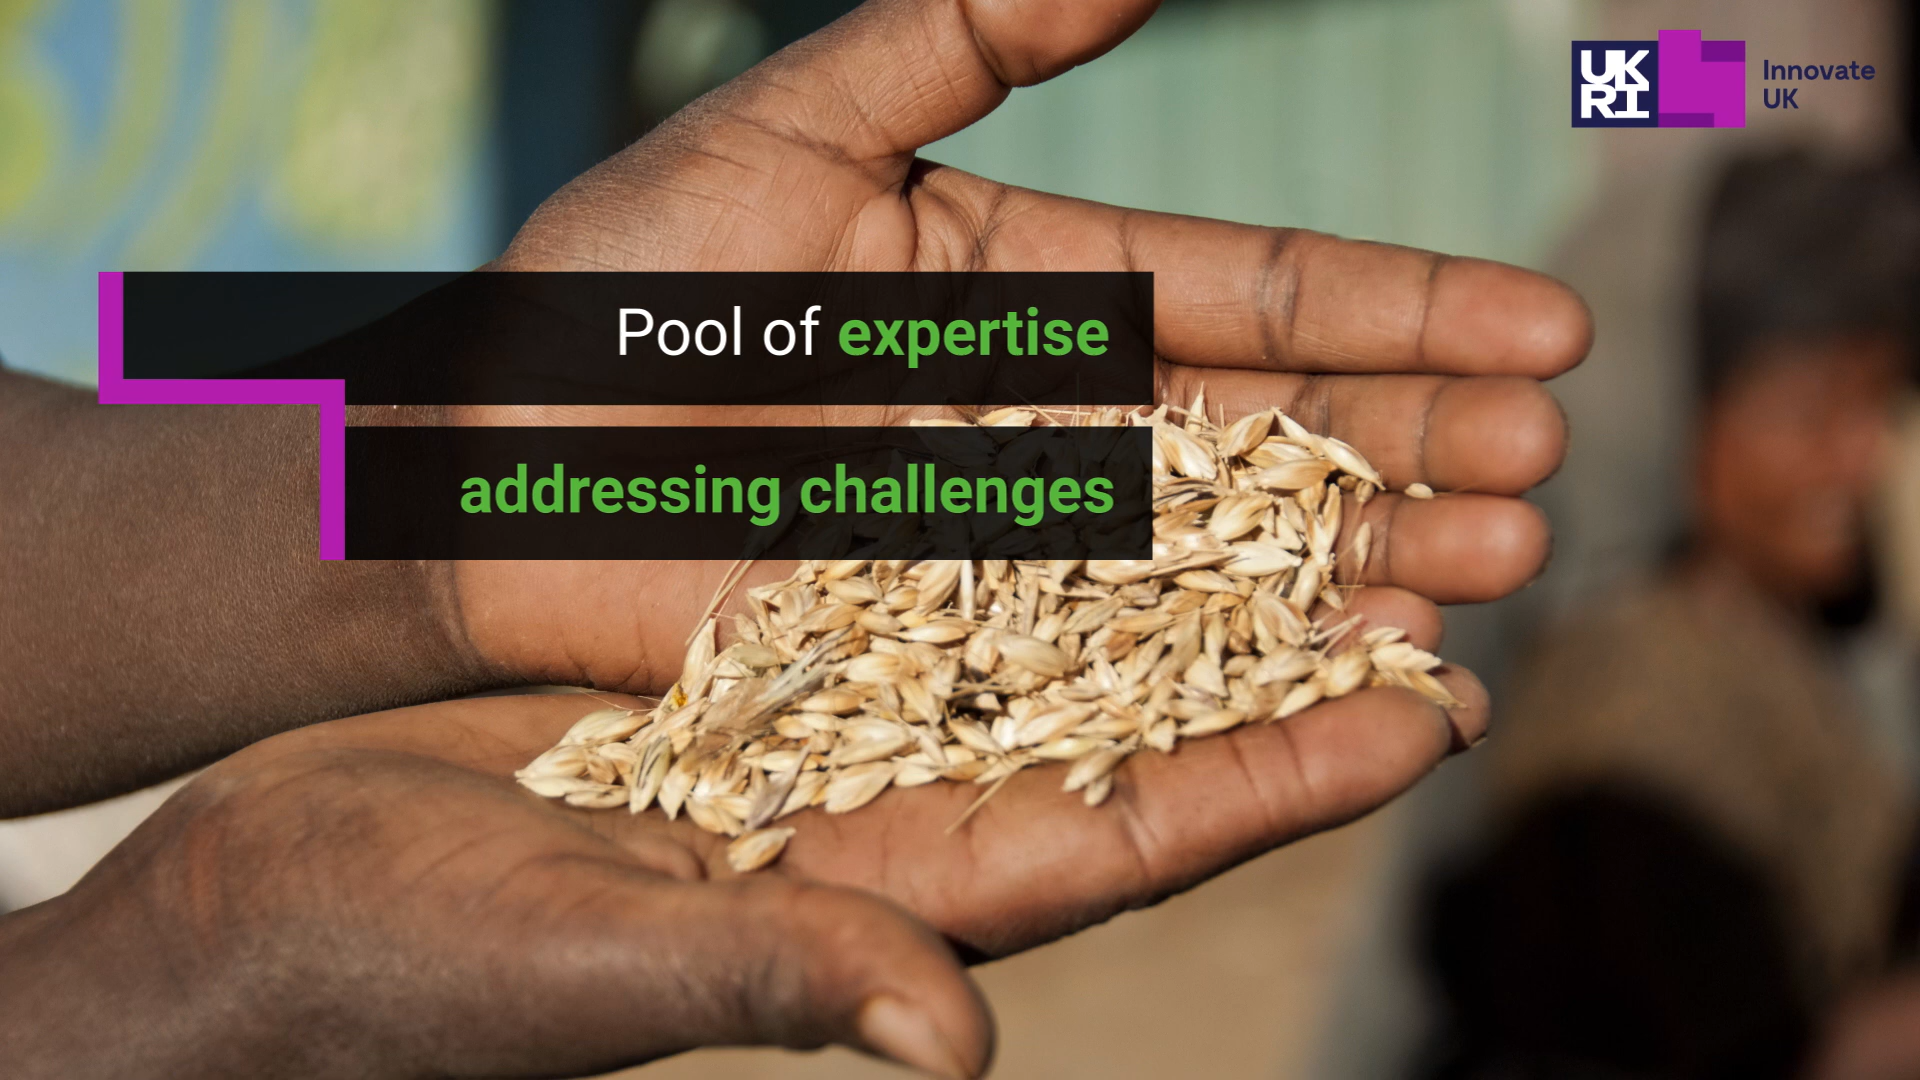 UK
RI
Innovate
UK
Pool of expertise
addressing challenges